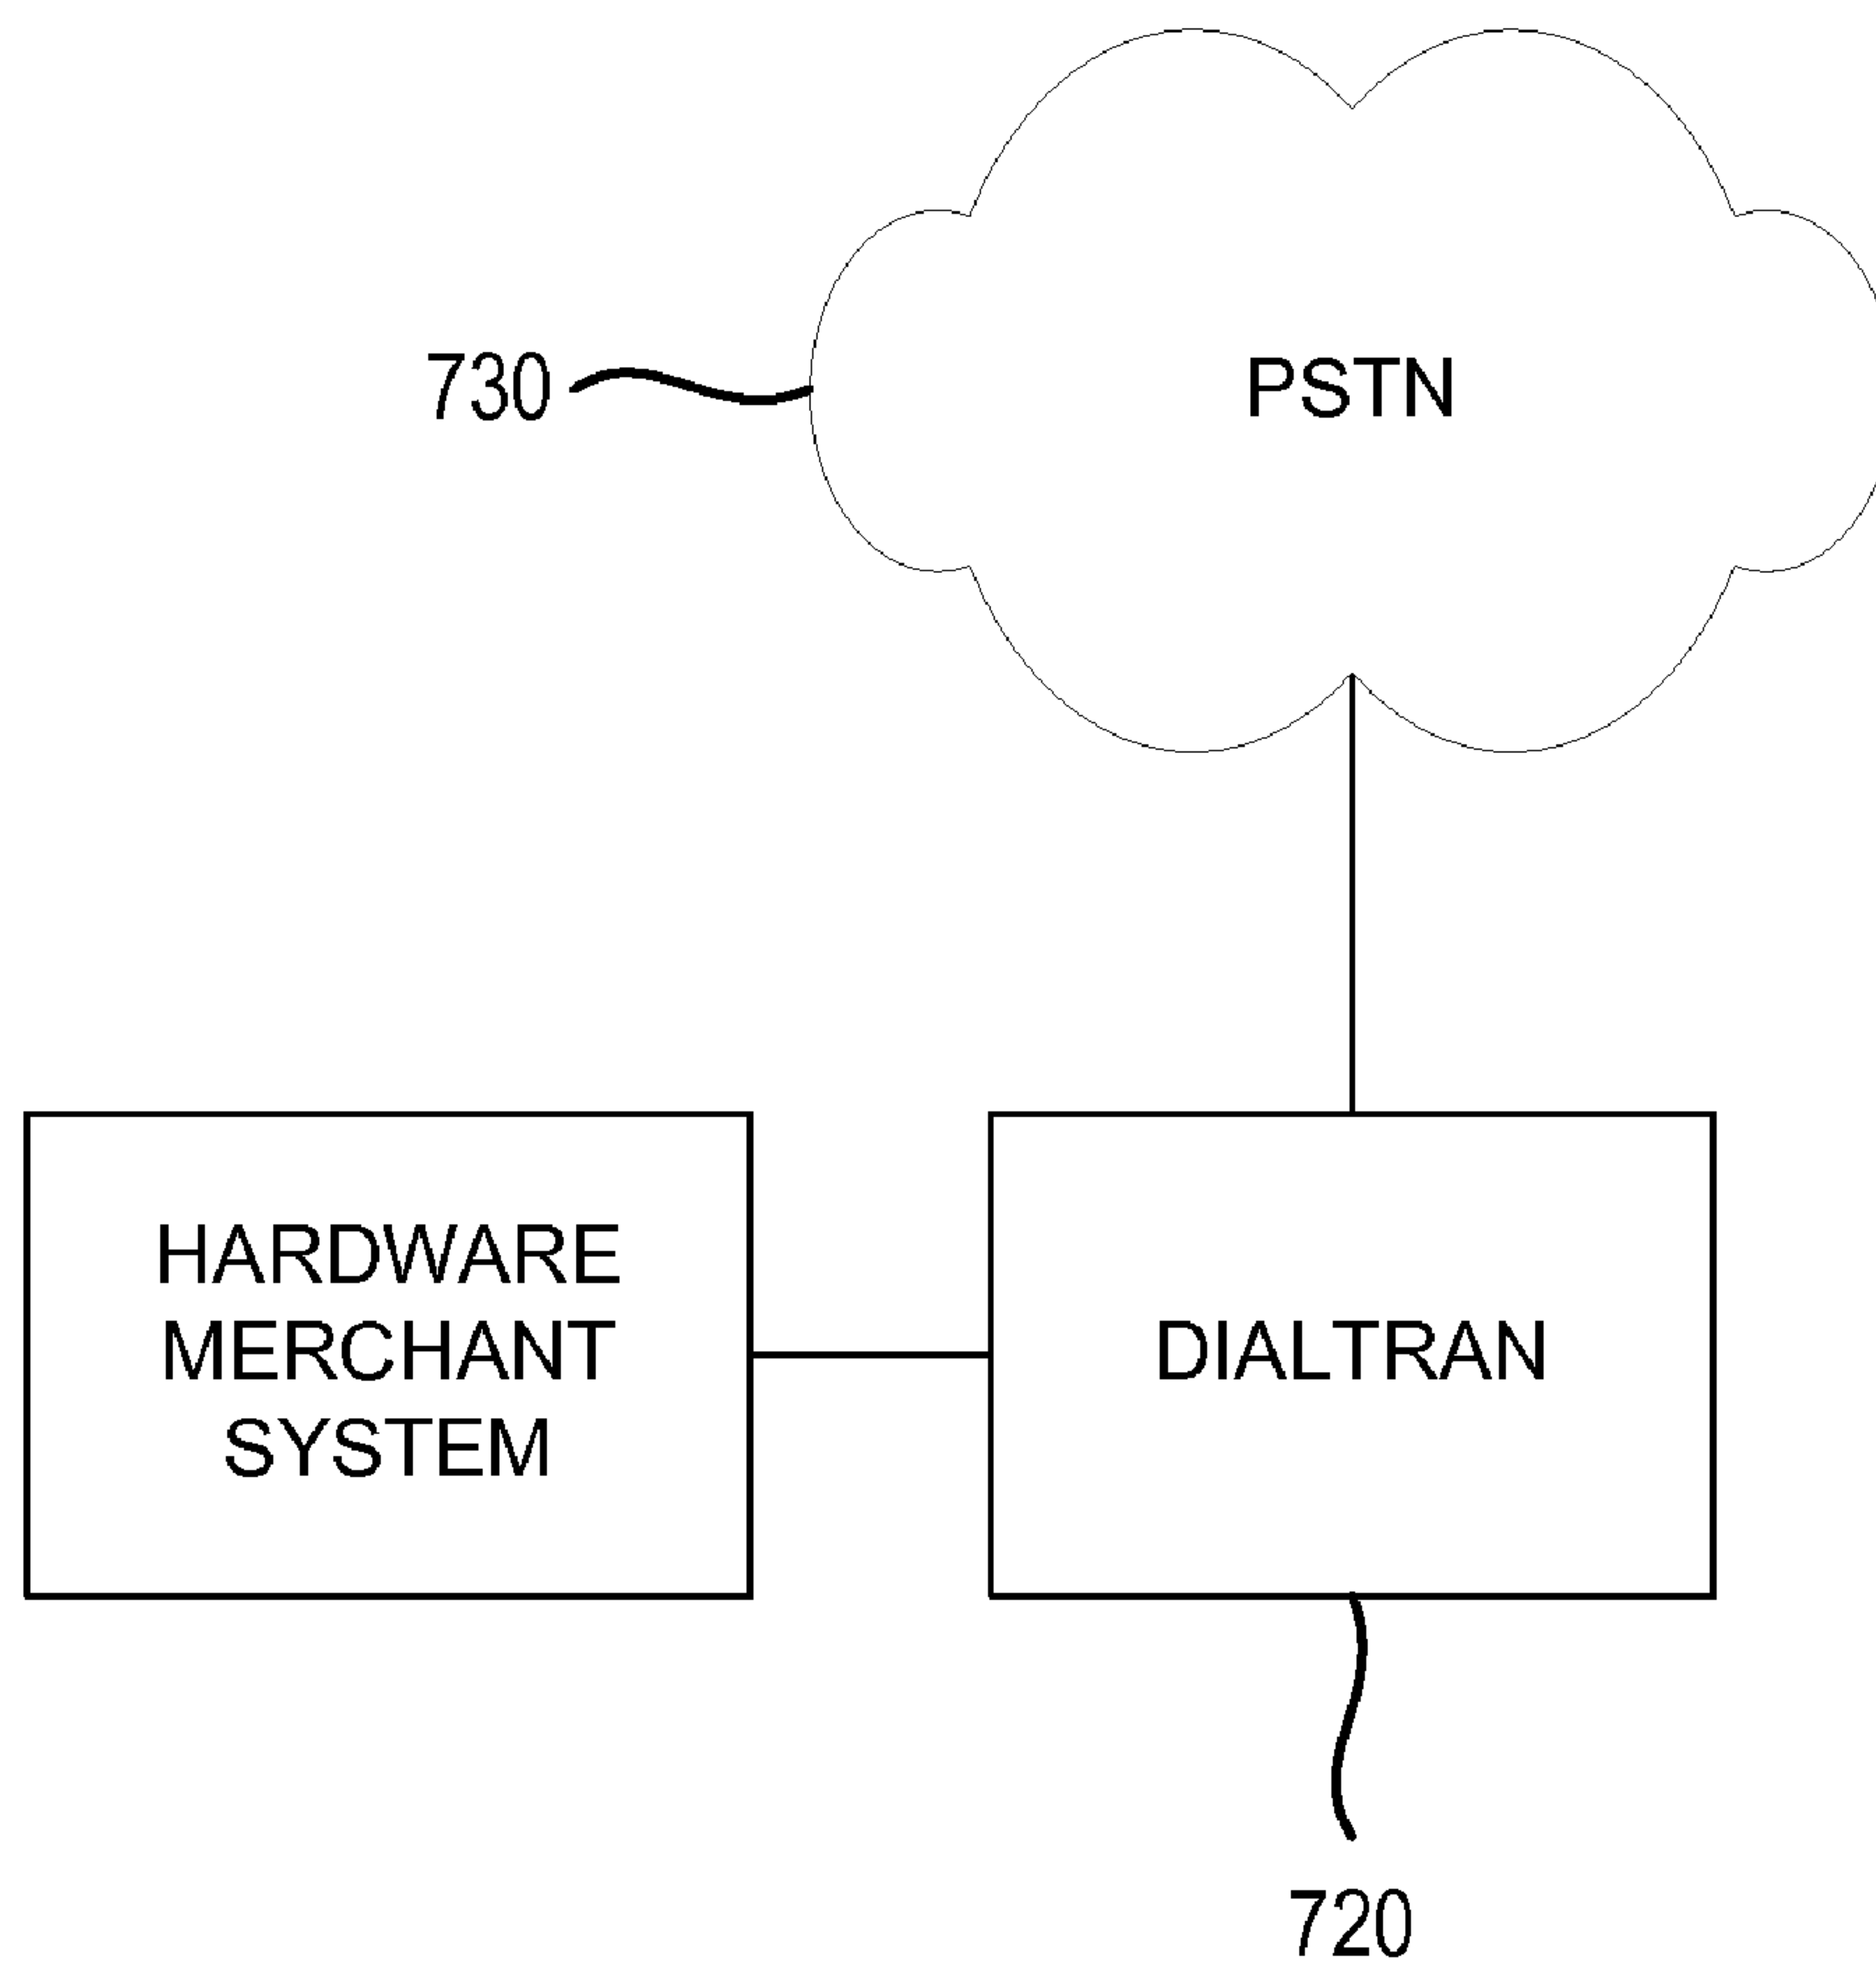 730
PSTN
HARDWARE
MERCHANT
SYSTEM
DIALTRAN
720